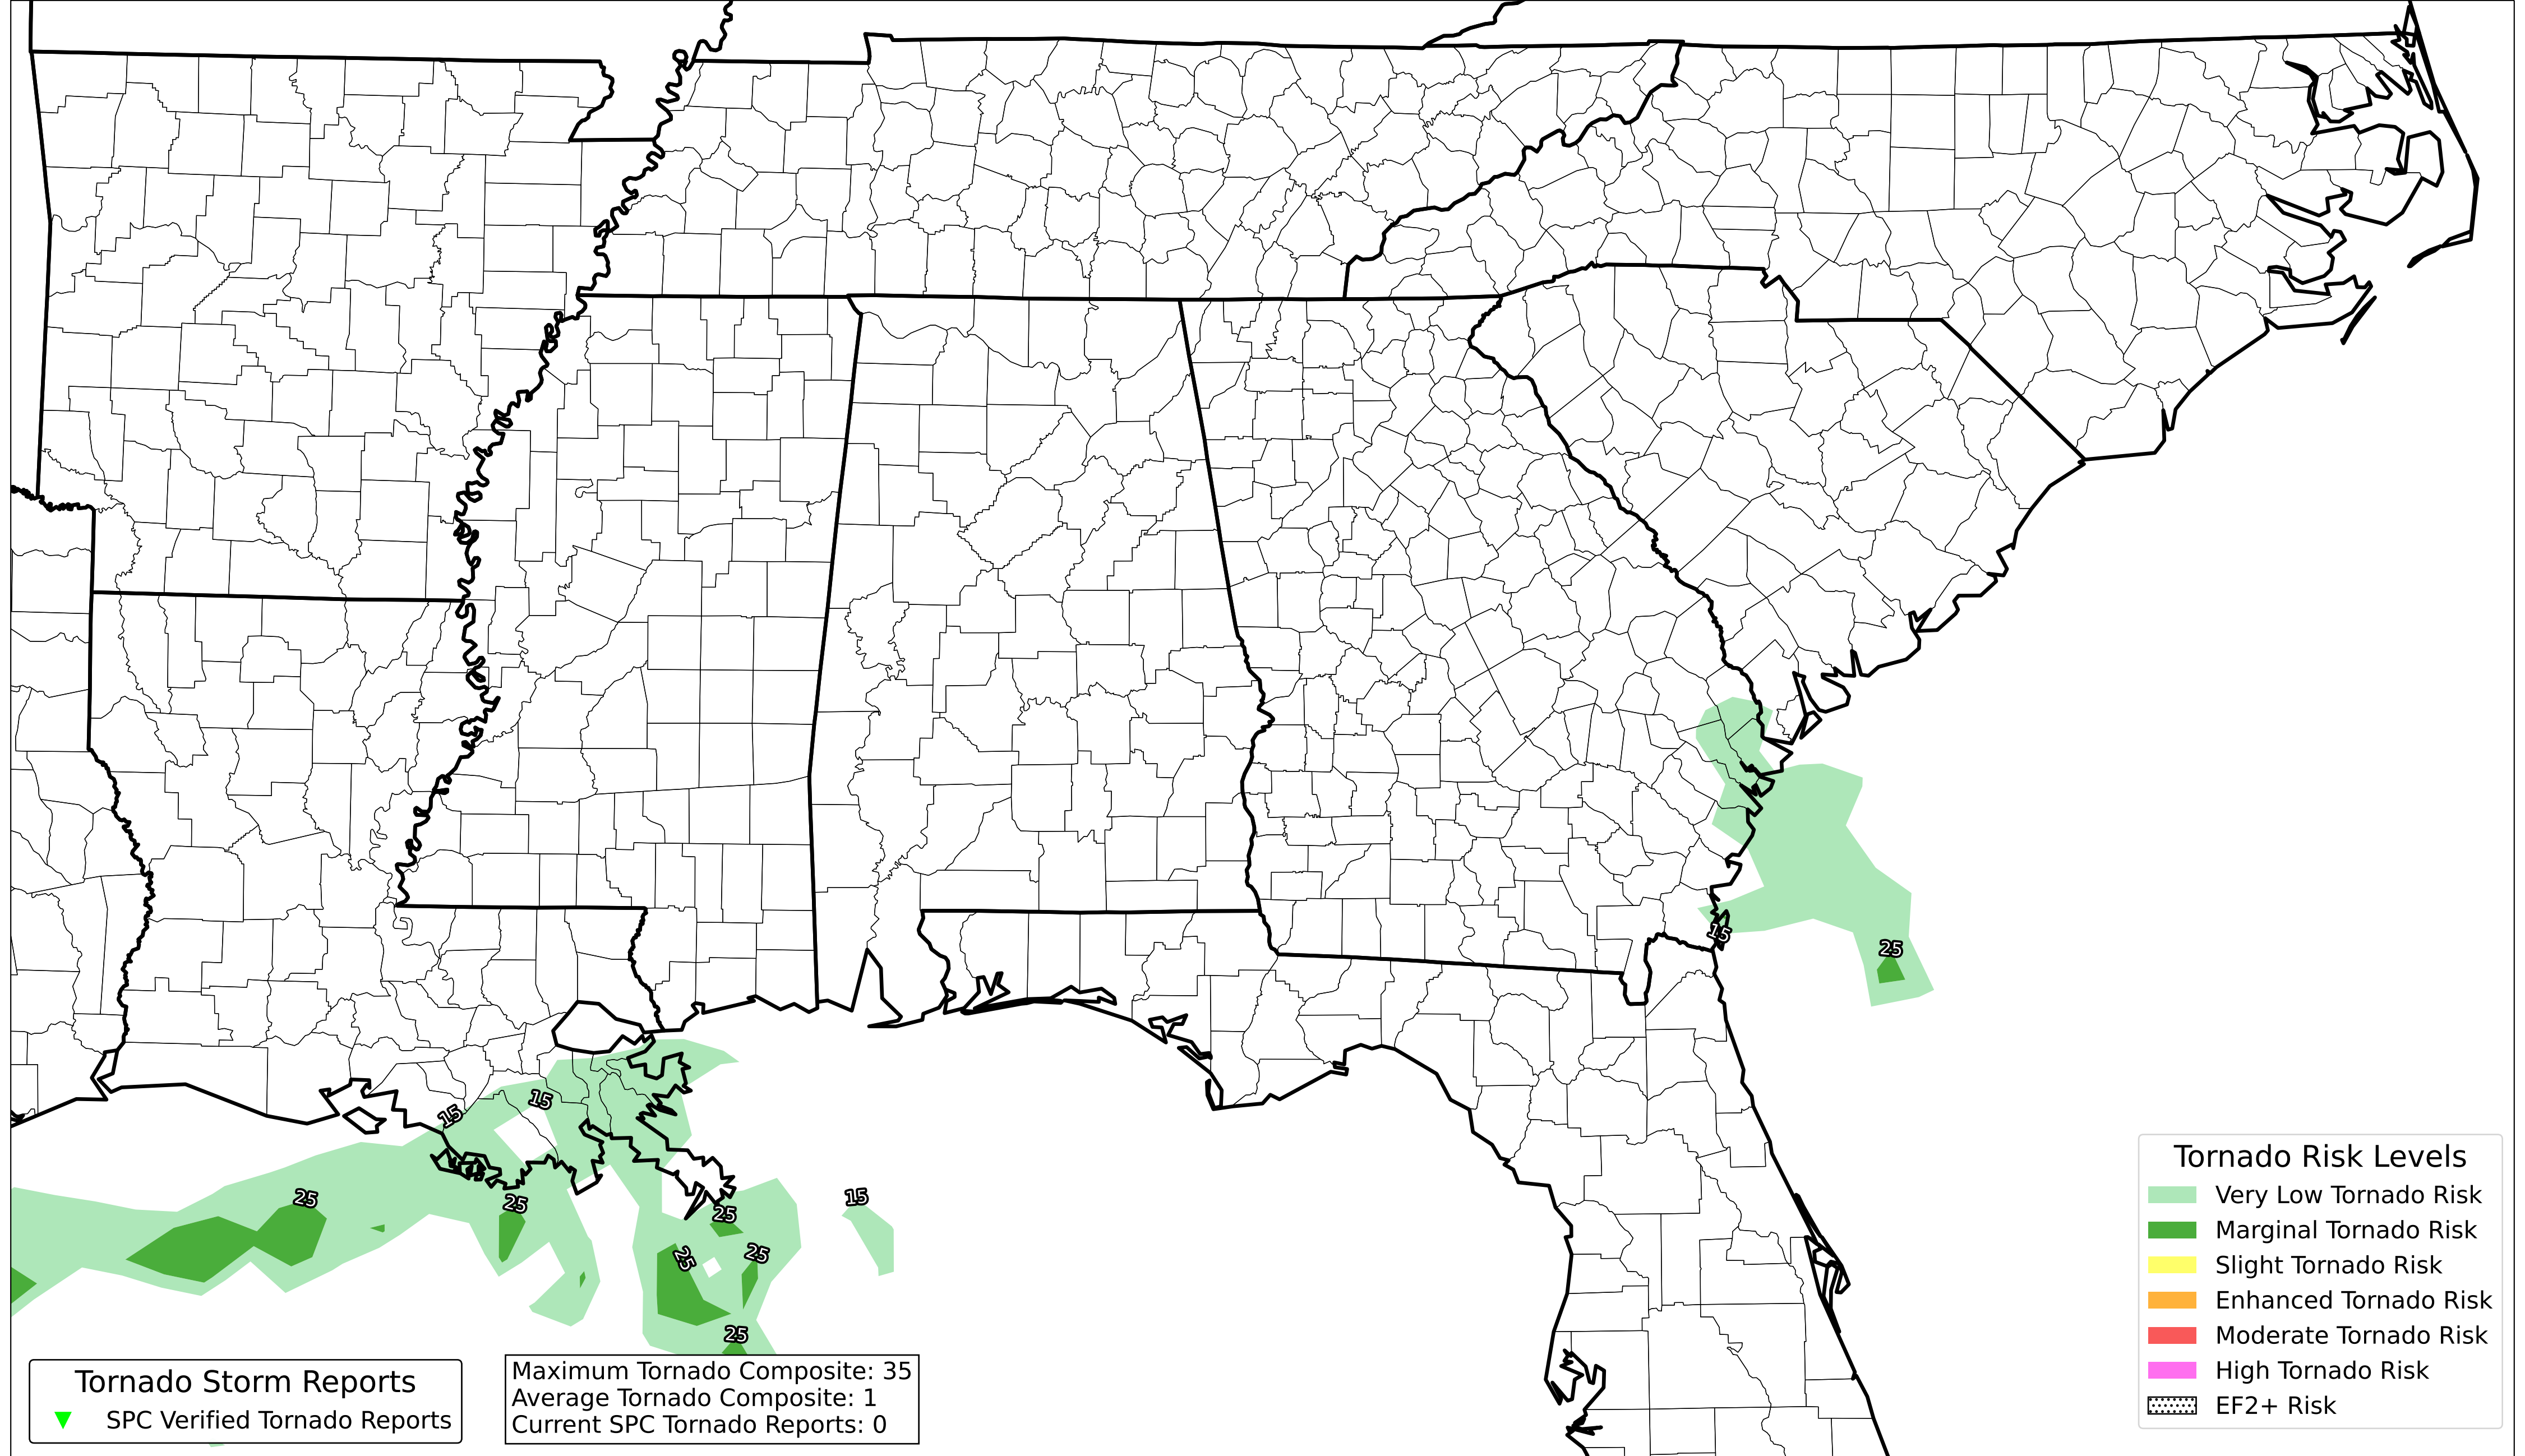 15
25
15
15
25
25
25
15
25
25
25
Tornado Risk Levels
Very Low Tornado Risk
Marginal Tornado Risk
Slight Tornado Risk
Enhanced Tornado Risk
Moderate Tornado Risk
High Tornado Risk
EF2+ Risk
Tornado Storm Reports
SPC Verified Tornado Reports
Maximum Tornado Composite: 35
Average Tornado Composite: 1
Current SPC Tornado Reports: 0